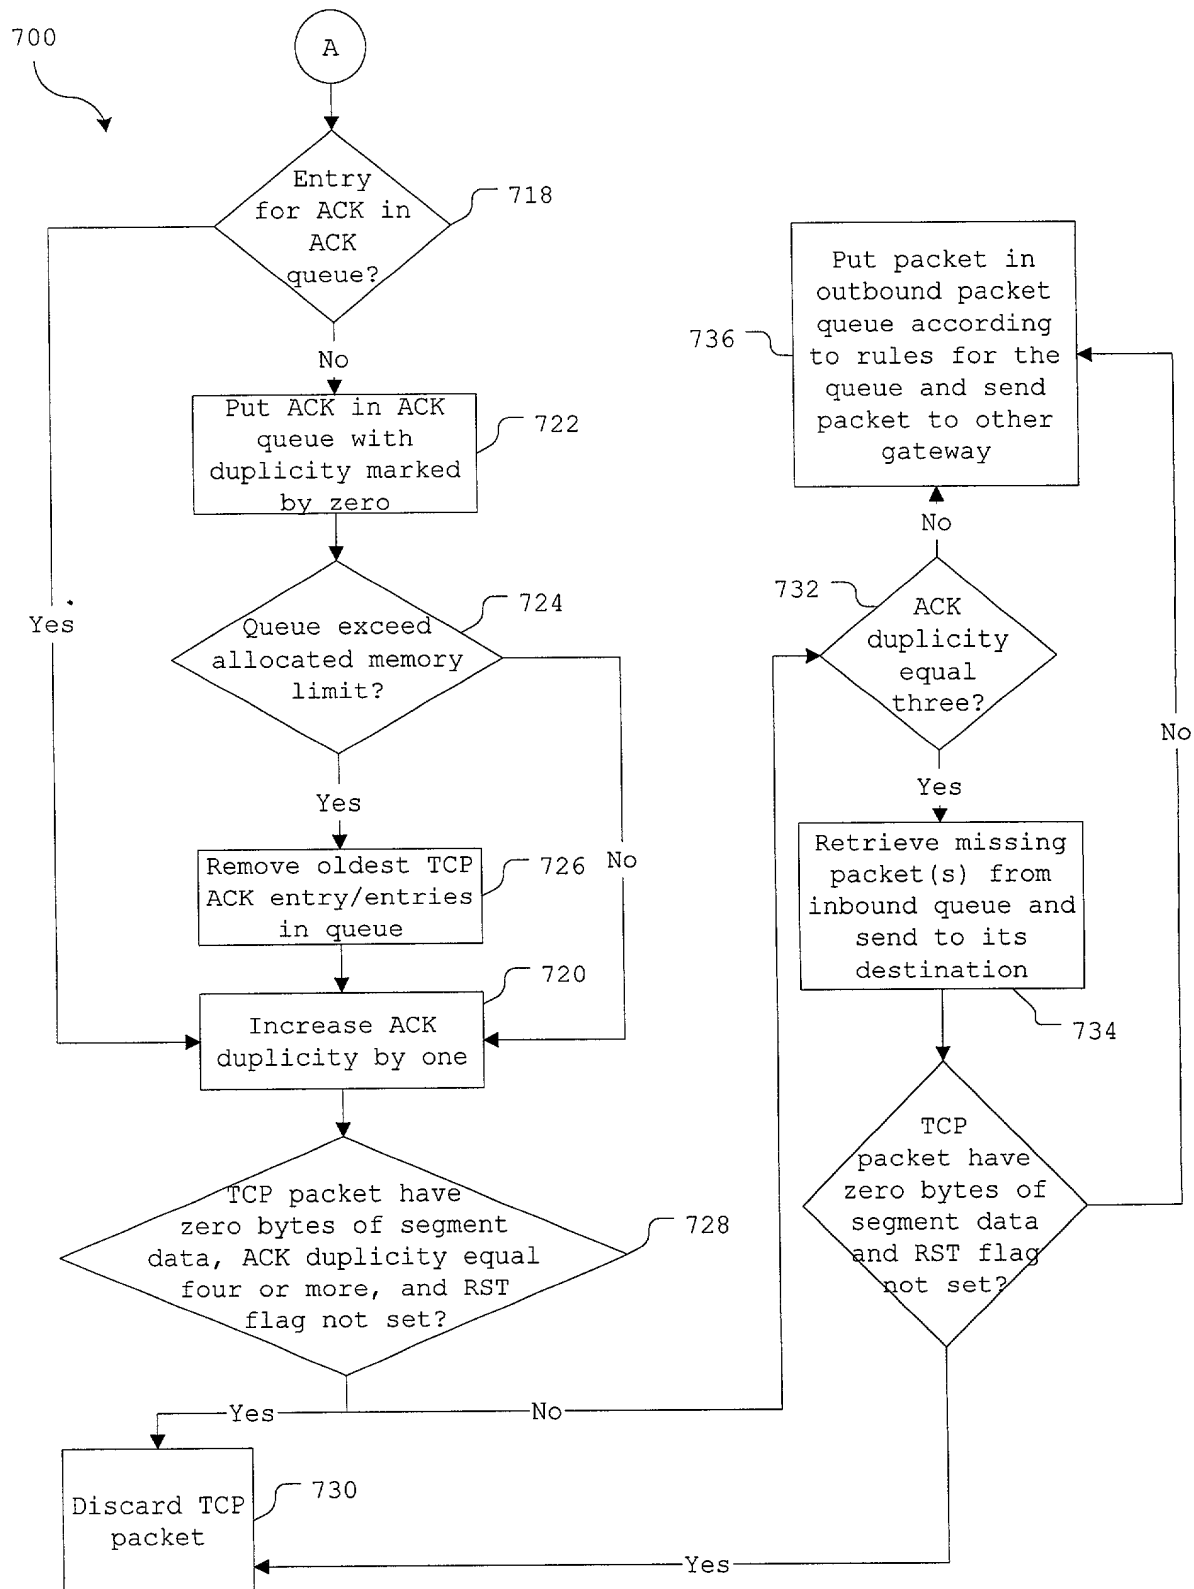 700
A
Entry
for ACK in
ACK
queue?
718
No
Put ACK in ACK
queue with
duplicity marked
by zero
722
Yes
Queue exceed
allocated memory
limit?
724
Yes
No
Remove oldest TCP
ACK entry/entries
in queue
726
720
Increase ACK
duplicity by one
TCP packet have
zero bytes of segment
data, ACK duplicity equal
four or more, and RST
flag not set?
728
Yes
No
Discard TCP
packet
730
Put packet in
outbound packet
queue according
to rules for the
queue and send
packet to other
gateway
736
No
732
ACK
duplicity
equal
three?
No
Yes
Retrieve missing
packet(s) from
inbound queue and
send to its
destination
734
TCP
packet have
zero bytes of
segment data
and RST flag
not set?
Yes